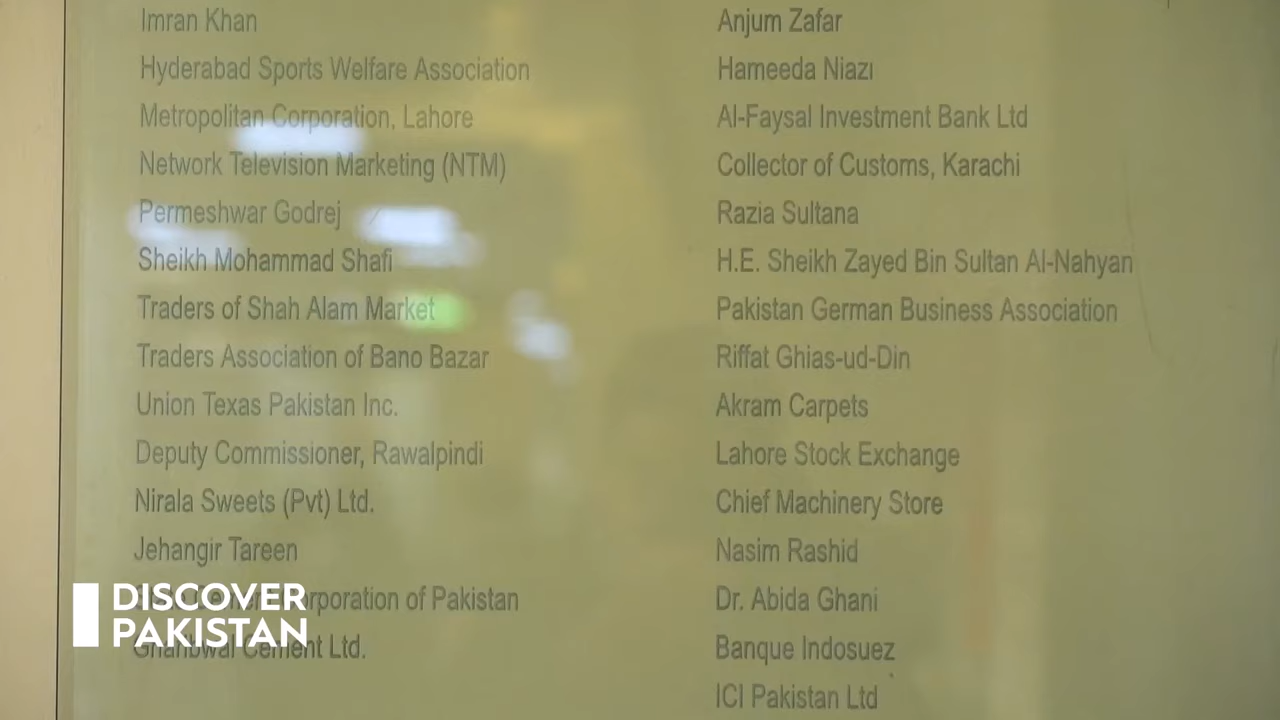 Imran Khan
Hyderabad Sports Welfare Association
Metropolitan Corporation, Lahore
Network Television Marketing (NTM)
Permeshwar Godrej
Sheikh Mohammad Shafi
Traders of Shah Alam Market
Traders Association of Bano Bazar
Union Texas Pakistan Inc.
Deputy Commissioner, Rawalpindi
Nirala Sweets (Pvt) Ltd.
Jehangir Tareen
Corporation of Pakistan
Gharibwal Cement Ltd.
Anjum Zafar
Hameeda Niazi
Al-Faysal Investment Bank Ltd
Collector of Customs, Karachi
Razia Sultana
H.E. Sheikh Zayed Bin Sultan Al-Nahyan
Pakistan German Business Association
Riffat Ghias-ud-Din
Akram Carpets
Lahore Stock Exchange
Chief Machinery Store
Nasim Rashid
Dr. Abida Ghani
Banque Indosuez
ICI Pakistan Ltd
DISCOVER
PAKISTAN